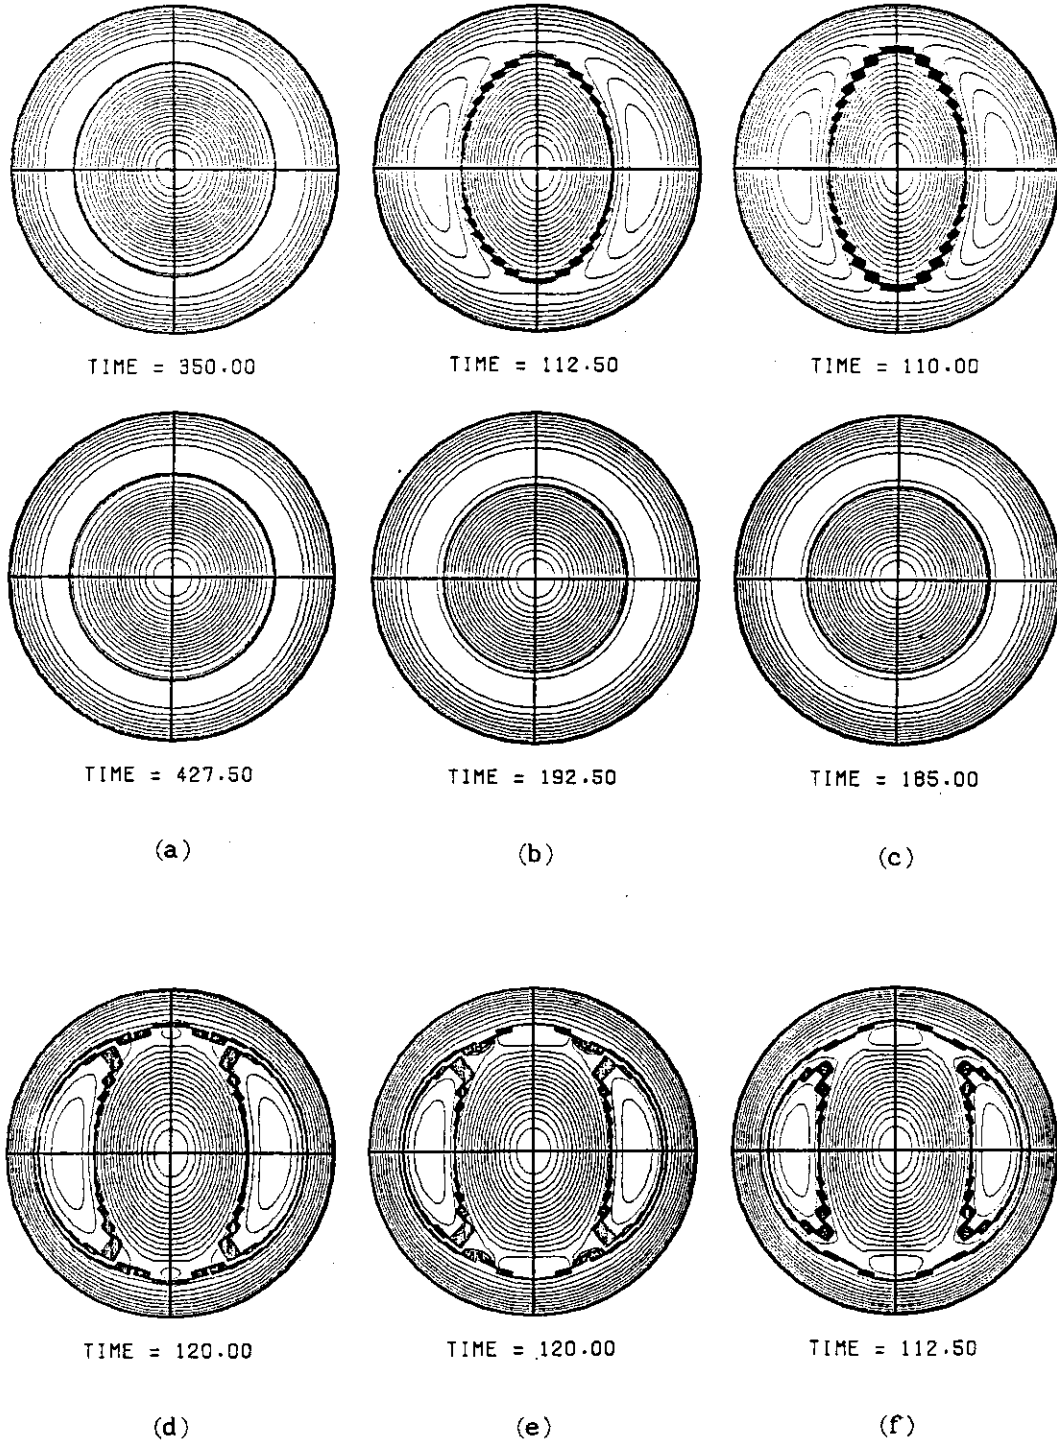 TIME = 350.00
TIME = 112.50
TIME = 110.00
TIME = 427.50
TIME = 192.50
TIME = 185.00
(a)
(b)
(c)
TIME = 120.00
TIME = 120.00
TIME = 112.50
(d)
(e)
(f)